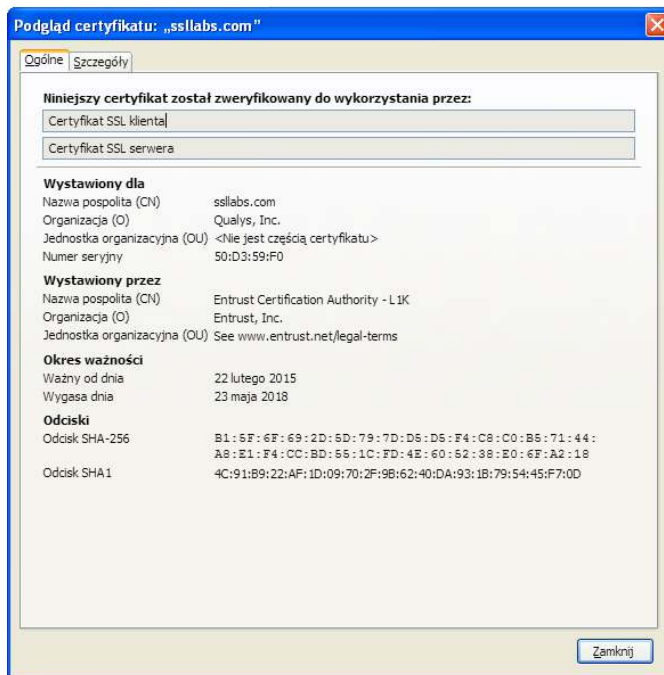 Podgląd certyfikatu: „ssllabs.com”
Ogólne Szczegóły
Niniejszy certyfikat został zweryfikowany do wykorzystania przez:
Certyfikat SSL klienta
Certyfikat SSL serwera
Wystawiony dla
Nazwa pospolita (CN) ssllabs.com
Organizacja (O) Qualys, Inc.
Jednostka organizacyjna (OU) <Nie jest częścią certyfikatu>
Numer seryjny 50:D3:59:F0
Wystawiony przez
Nazwa pospolita (CN) Entrust Certification Authority - L1K
Organizacja (O) Entrust, Inc.
Jednostka organizacyjna (OU) See www.entrust.net/legal-terms
Okres ważności
Ważny od dnia 22 lutego 2015
Wygasa dnia 23 maja 2018
Odciski
Odcisk SHA-256 B1:5F:6F:69:2D:5D:79:7D:D5:D5:F4:C8:C0:B5:71:44:
A8:E1:F4:CC:BD:55:1C:FD:4E:60:52:38:E0:6F:A2:18
Odcisk SHA1 4C:91:B9:22:AF:1D:09:70:2F:9B:62:40:DA:93:1B:79:54:45:F7:0D
Zamknij